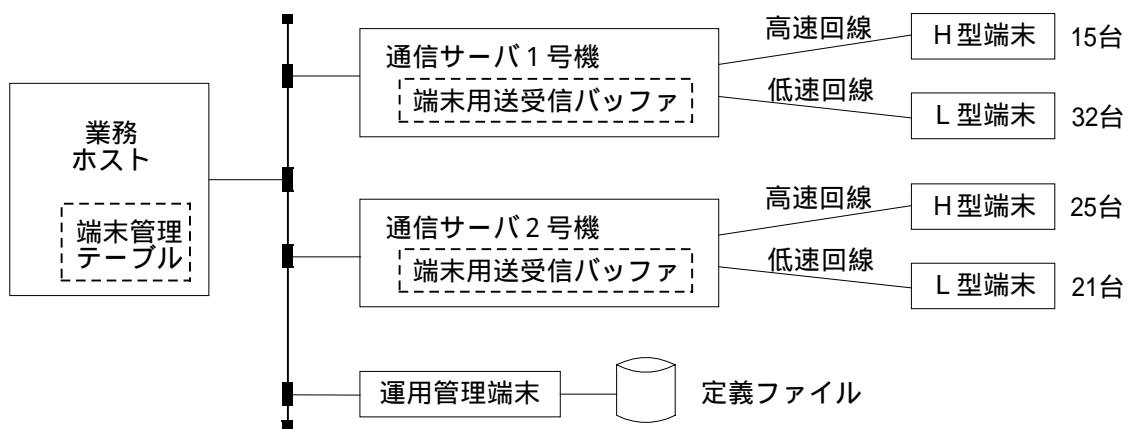 業務
ホスト
端末管理
テーブル
通信サーバ1号機
端末用送受信バッファ
高速回線
H型端末
15台
低速回線
L型端末
32台
通信サーバ2号機
端末用送受信バッファ
高速回線
H型端末
25台
低速回線
L型端末
21台
運用管理端末
定義ファイル